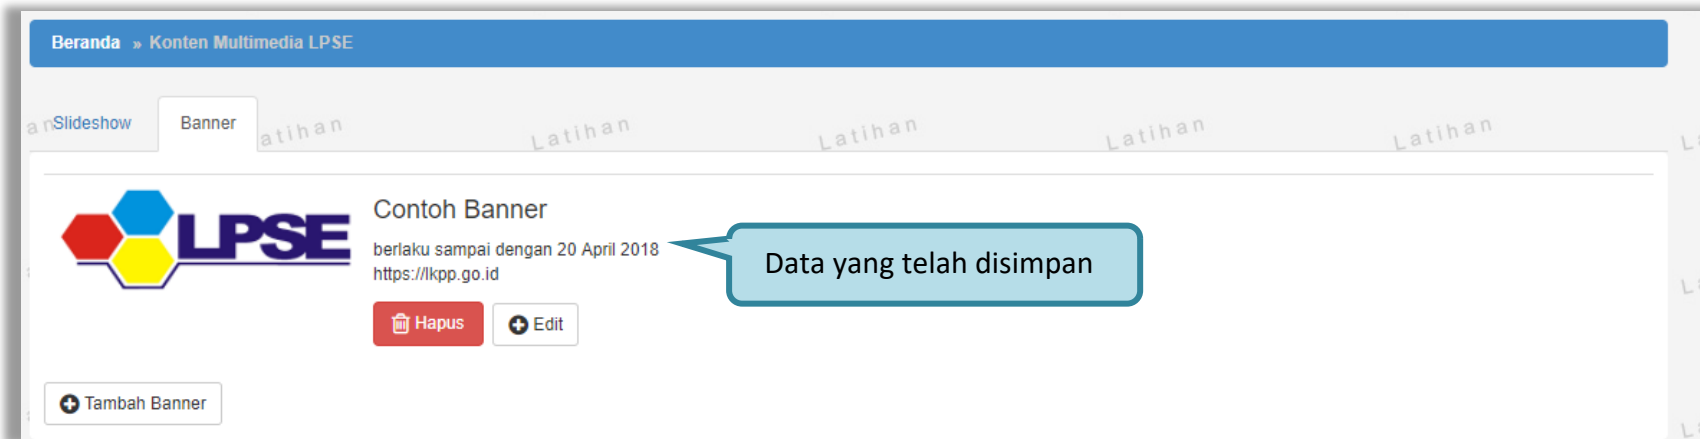 Beranda » Konten Multimedia LPSE
Slideshow
Banner
Latihan
Latihan
Latihan
Latihan
LPSE
Contoh Banner
berlaku sampai dengan 20 April 2018
https://lkpp.go.id
Data yang telah disimpan
Hapus
Edit
Tambah Banner